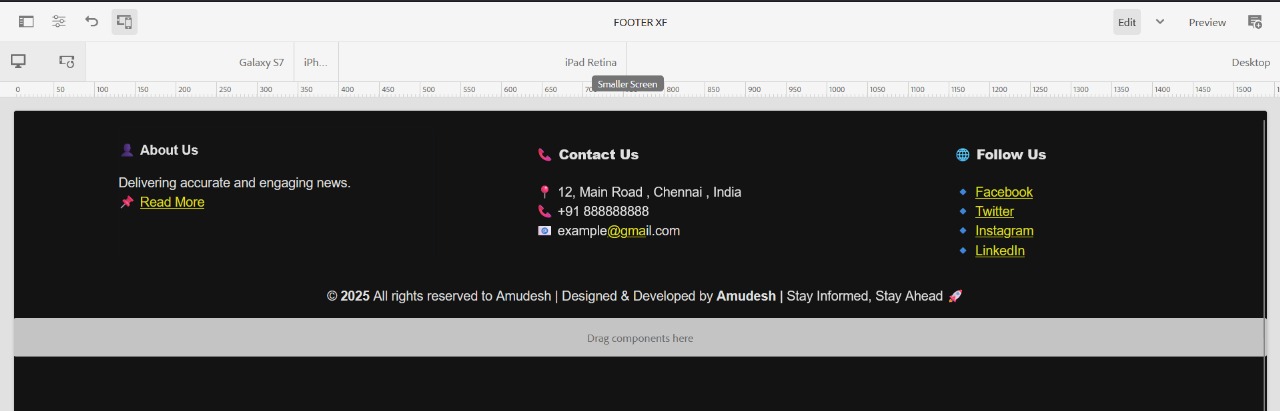 FOOTER XF
Edit
Preview
Galaxy S7
iPh...
iPad Retina
Desktop
Smaller Screen
0 50 100 150 200 250 300 350 400 450 500 550 600 650 800 850 900 950 1000 1050 1100 1150 1200 1250 1300 1350 1400 1450 1500
About Us
Delivering accurate and engaging news.
Read More
Contact Us
12, Main Road , Chennai , India
+91 888888888
example@gmail.com
Follow Us
Facebook
Twitter
Instagram
LinkedIn
© 2025 All rights reserved to Amudesh | Designed & Developed by Amudesh | Stay Informed, Stay Ahead 🚀
Drag components here